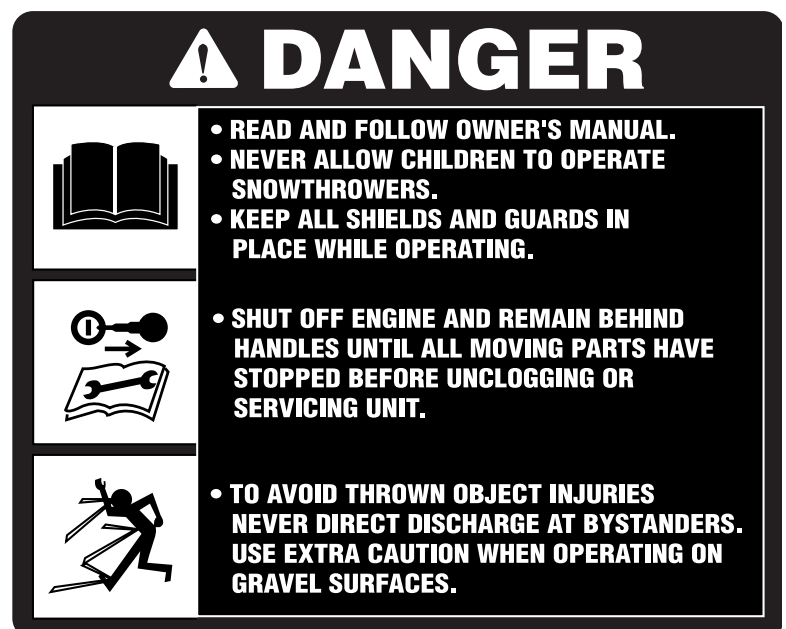 DANGER
• READ AND FOLLOW OWNER'S MANUAL.
• NEVER ALLOW CHILDREN TO OPERATE
SNOWTHROWERS.
• KEEP ALL SHIELDS AND GUARDS IN
PLACE WHILE OPERATING.
• SHUT OFF ENGINE AND REMAIN BEHIND
HANDLES UNTIL ALL MOVING PARTS HAVE
STOPPED BEFORE UNCLOGGING OR
SERVICING UNIT.
• TO AVOID THROWN OBJECT INJURIES
NEVER DIRECT DISCHARGE AT BYSTANDERS.
USE EXTRA CAUTION WHEN OPERATING ON
GRAVEL SURFACES.